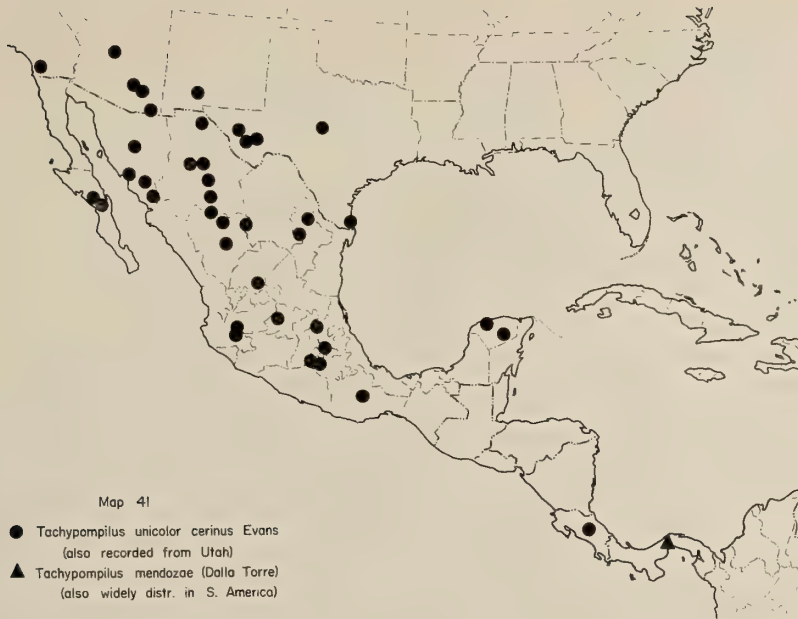 Map 41
Tachypompilus unicolor cerinus Evans
(also recorded from Utah)
Tachypompilus mendozae (Dalla Torre)
(also widely distr. in S. America)